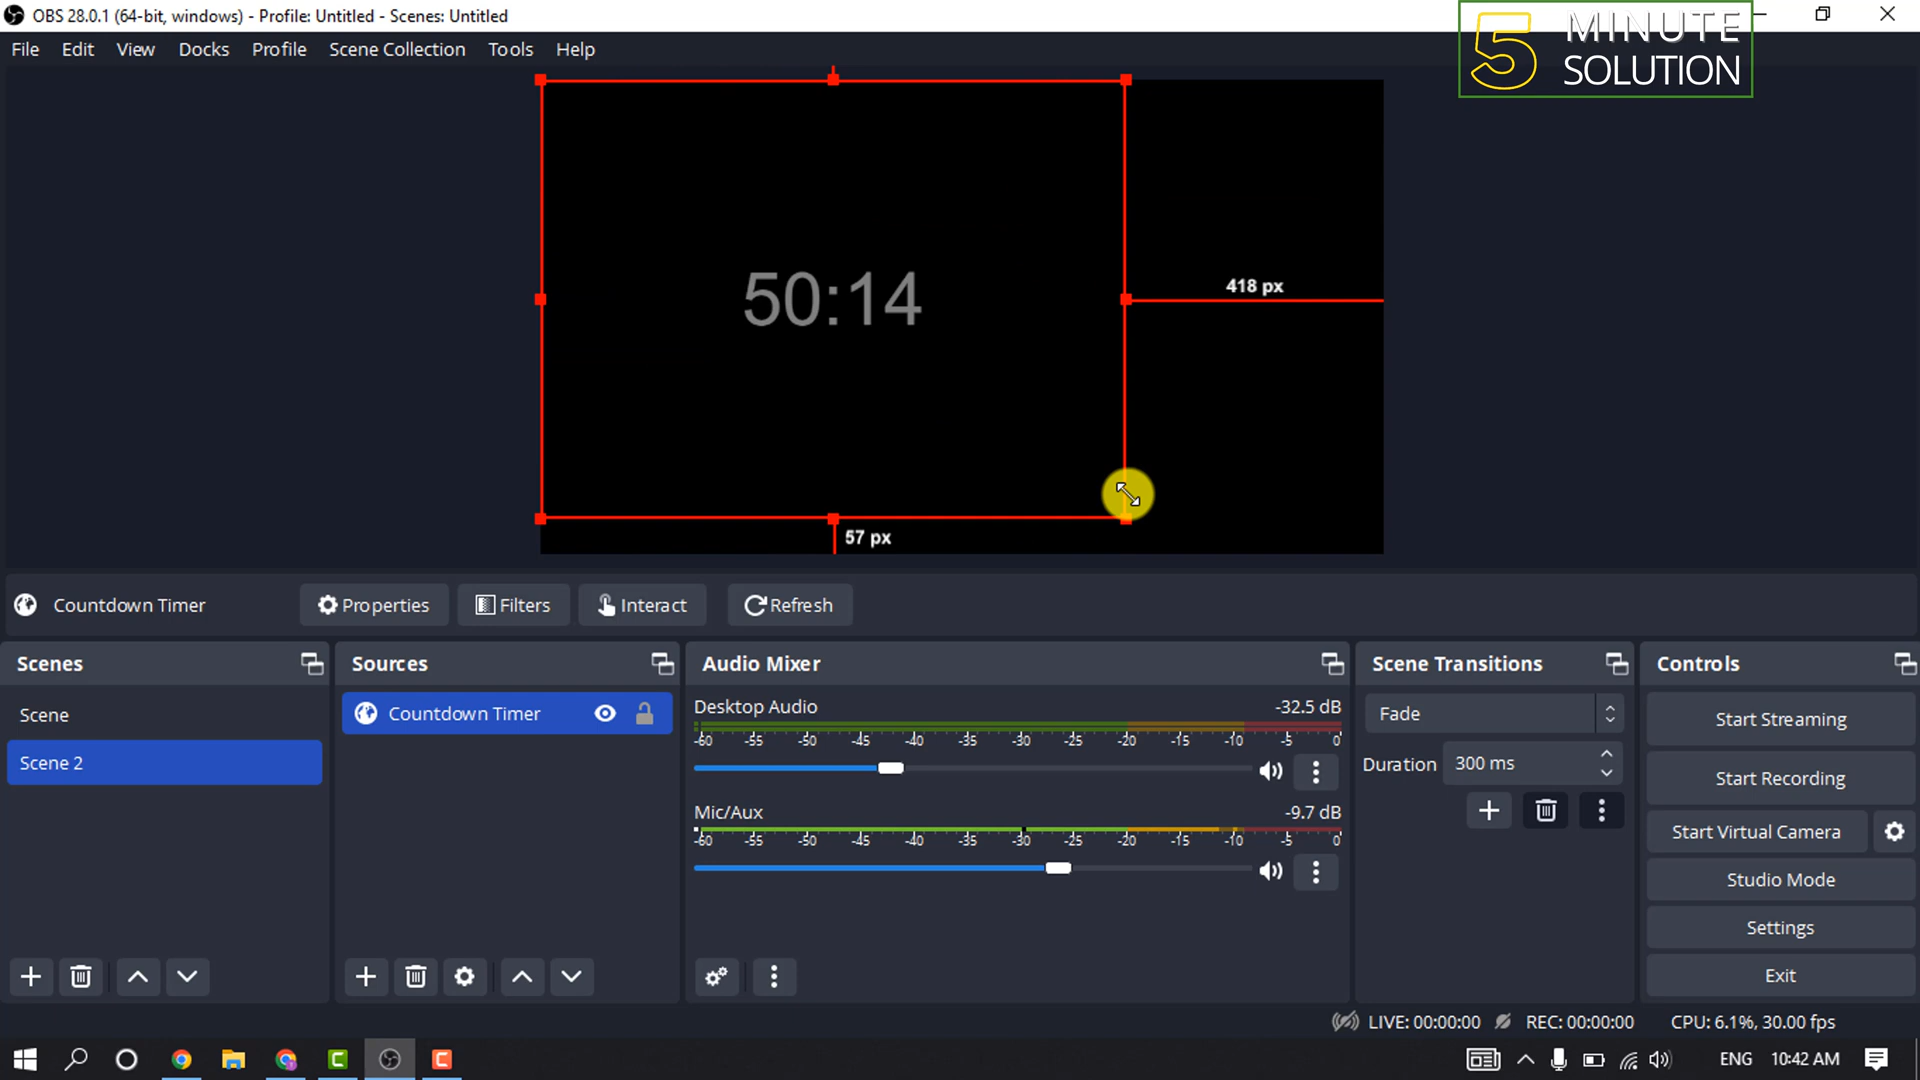 OBS 28.0.1 (64-bit, windows) - Profile: Untitled - Scenes: Untitled
5 MINUTE
SOLUTION
File Edit View Docks Profile Scene Collection Tools Help
50:14
418 px
57 px
Countdown Timer Properties Filters Interact Refresh
Scenes
Scene
Scene 2
Sources
Countdown Timer
Audio Mixer
Desktop Audio -32.5 dB
-60 -55 -50 -45 -40 -35 -30 -25 -20 -15 -10 -5 0
Mic/Aux -9.7 dB
-60 -55 -50 -45 -40 -35 -30 -25 -20 -15 -10 -5 0
Scene Transitions
Fade
Duration 300 ms
Controls
Start Streaming
Start Recording
Start Virtual Camera
Studio Mode
Settings
Exit
LIVE: 00:00:00 REC: 00:00:00 CPU: 6.1%, 30.00 fps
ENG 10:42 AM